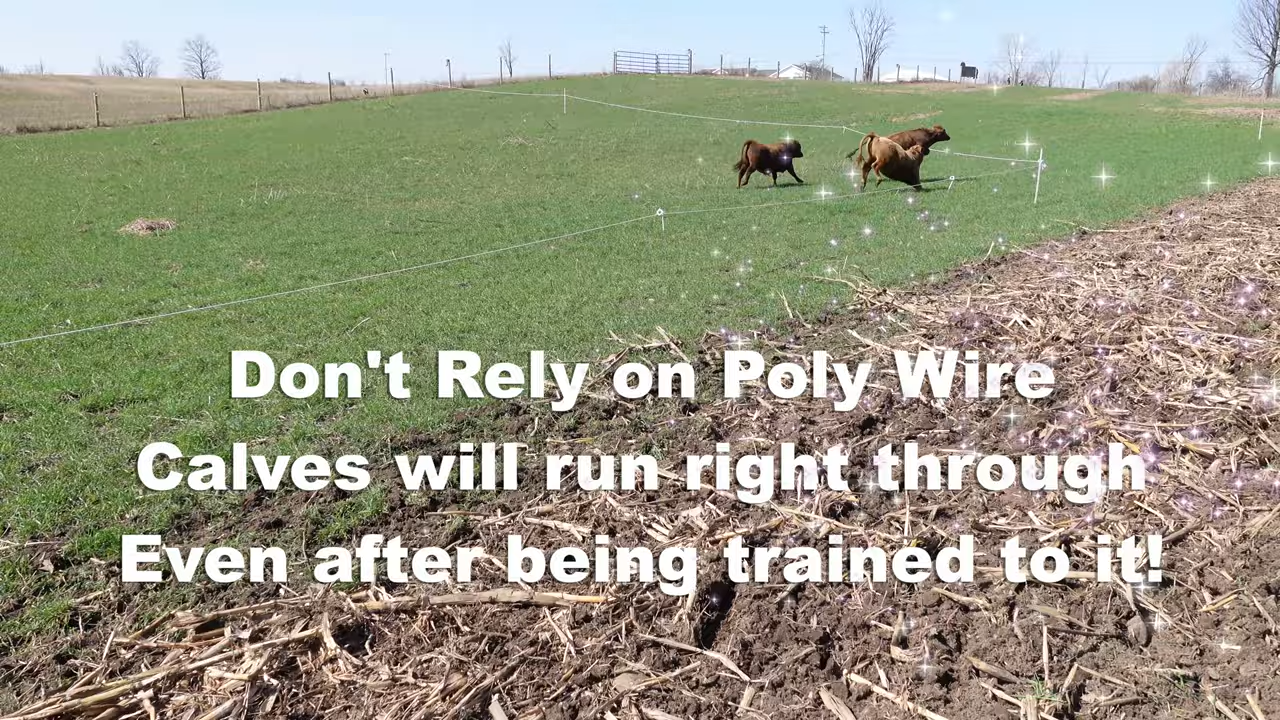 Don't Rely on Poly Wire
Calves will run right through
Even after being trained to it!